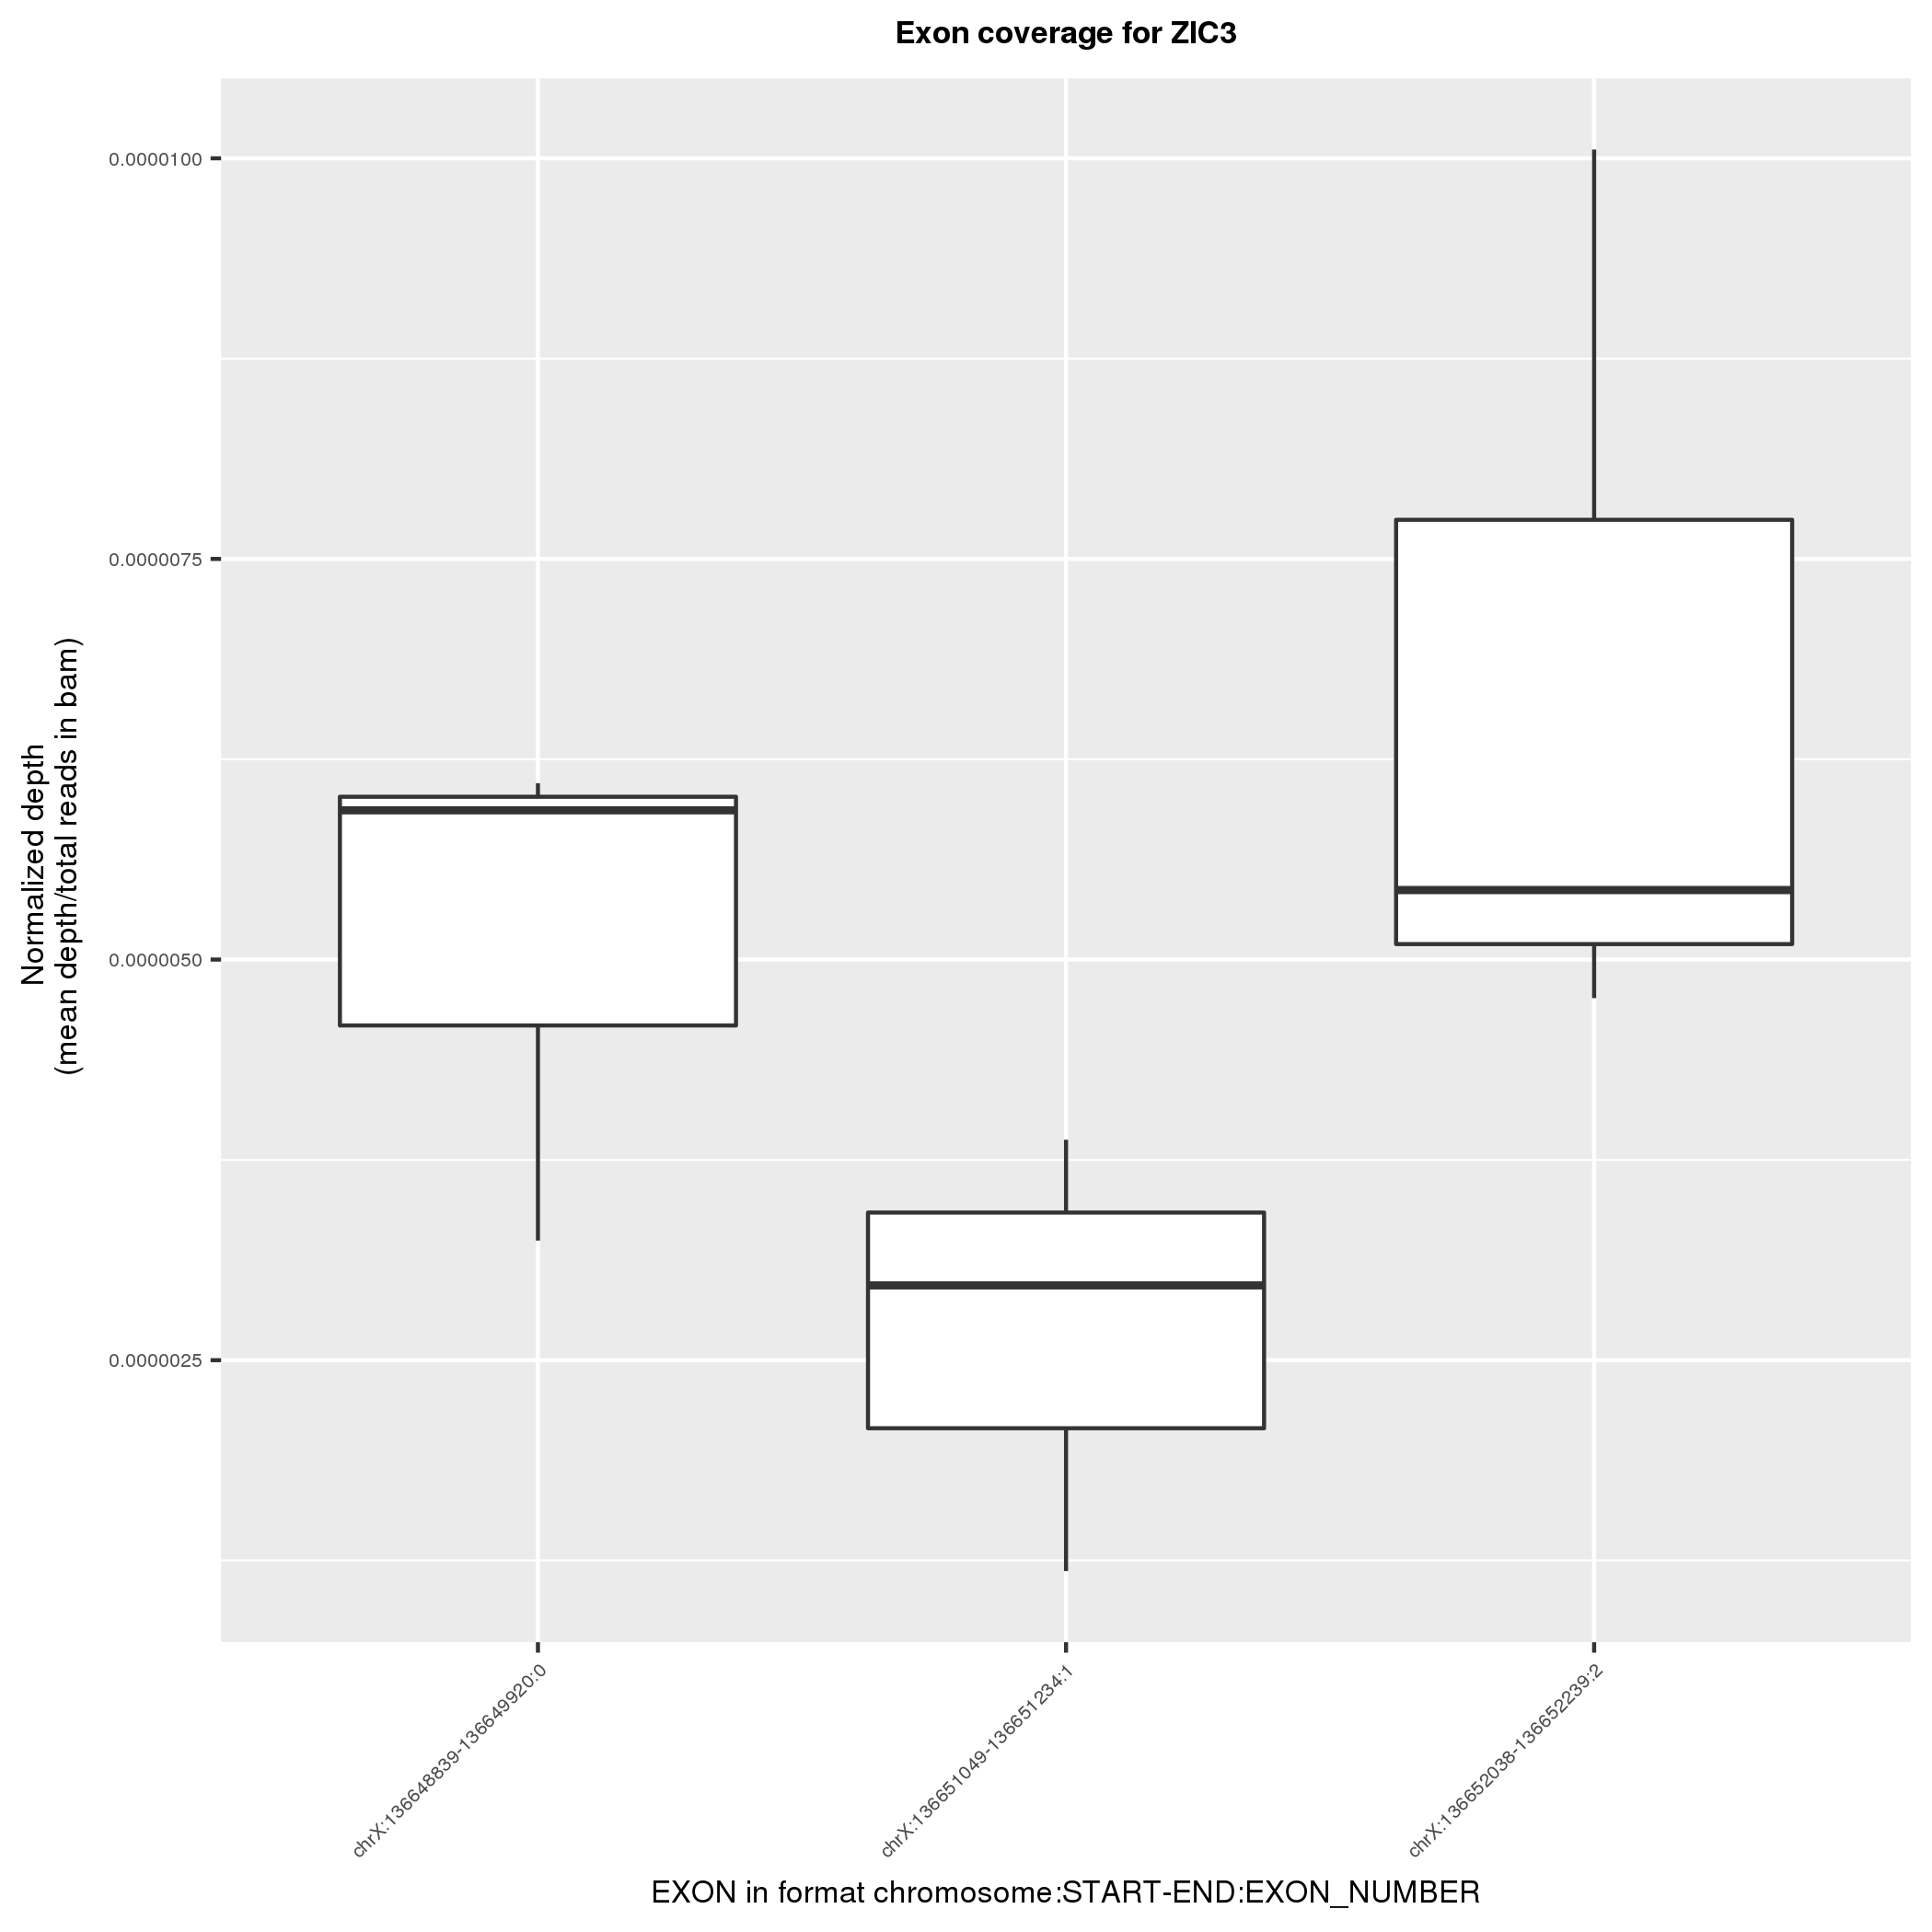 Exon coverage for ZIC3
Normalized depth
(mean depth/total reads in bam)
0.0000100
0.0000075
0.0000050
0.0000025
chrX:136648839-136649920:0
chrX:136651049-136651234:1
chrX:136652038-136652239:2
EXON in format chromosome:START-END:EXON_NUMBER